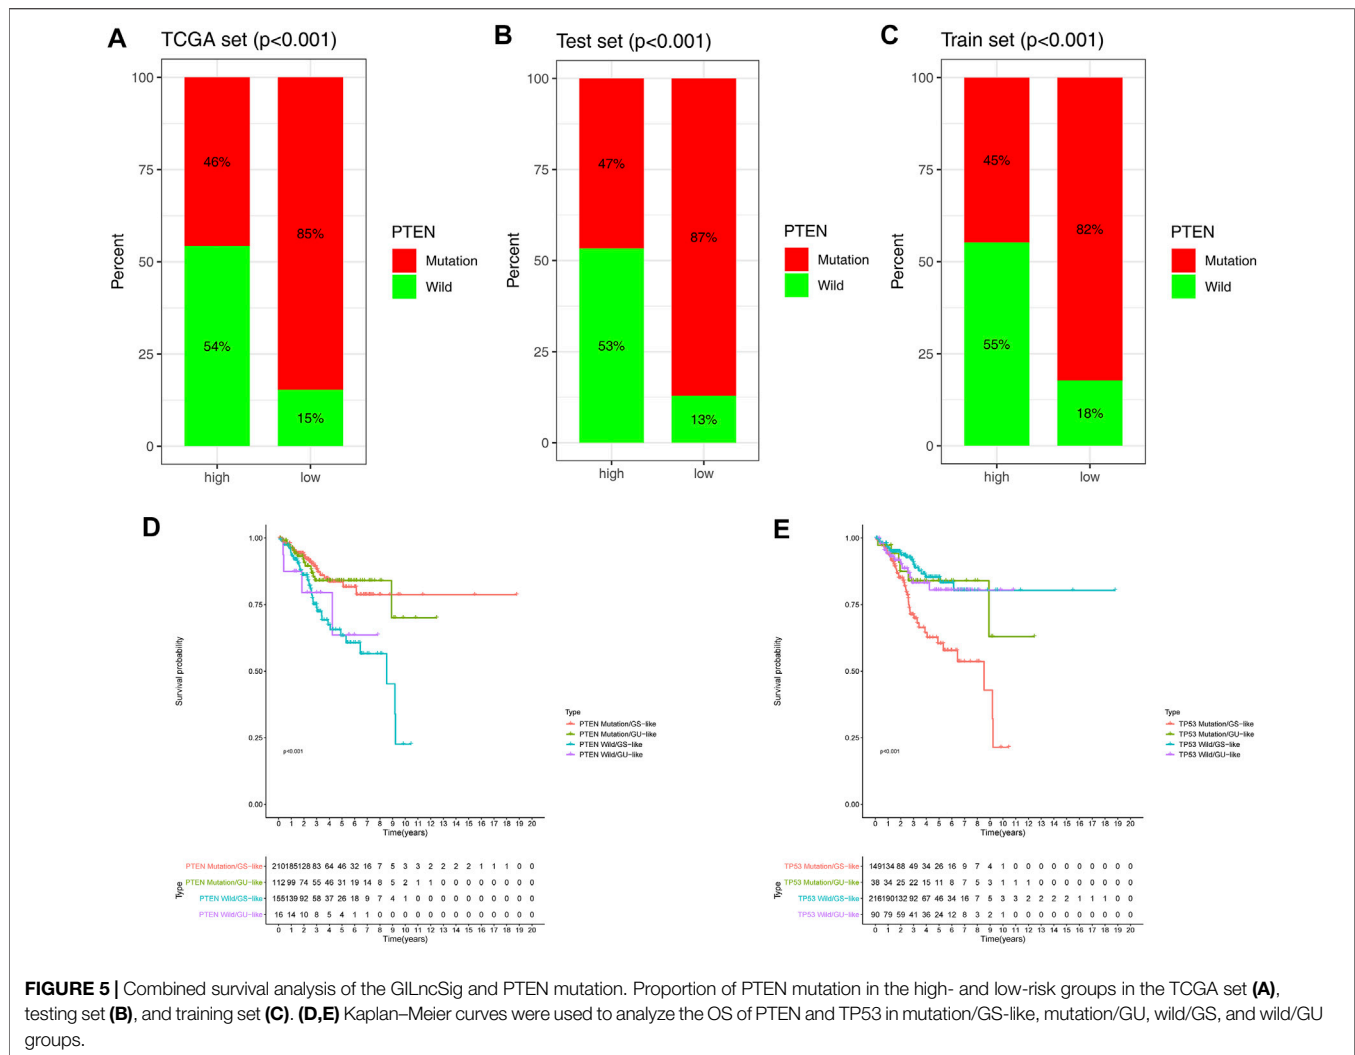 A
TCGA set (p<0.001)
Percent
100
75
50
25
0
46%
54%
85%
15%
high
low
PTEN
Mutation
Wild
B
Test set (p<0.001)
Percent
100
75
50
25
0
47%
53%
87%
13%
high
low
PTEN
Mutation
Wild
C
Train set (p<0.001)
Percent
100
75
50
25
0
45%
55%
82%
18%
high
low
PTEN
Mutation
Wild
D
Survival probability
1.00
0.75
0.50
0.25
0.00
p<0.001
0 1 2 3 4 5 6 7 8 9 10 11 12 13 14 15 16 17 18 19 20
Time(years)
Type
PTEN Mutation/GS-like
PTEN Mutation/GU-like
PTEN Wild/GS-like
PTEN Wild/GU-like
Type
PTEN Mutation/GS-like 210 185 128 83 64 46 32 16 7 5 3 3 2 2 2 2 1 1 1 0 0
PTEN Mutation/GU-like 112 99 74 55 46 31 19 14 8 5 2 1 1 0 0 0 0 0 0 0 0
PTEN Wild/GS-like 155 139 92 58 37 26 18 9 7 4 1 0 0 0 0 0 0 0 0 0 0
PTEN Wild/GU-like 16 14 10 8 5 4 1 1 0 0 0 0 0 0 0 0 0 0 0 0 0
0 1 2 3 4 5 6 7 8 9 10 11 12 13 14 15 16 17 18 19 20
Time(years)
E
Survival probability
1.00
0.75
0.50
0.25
0.00
p<0.001
0 1 2 3 4 5 6 7 8 9 10 11 12 13 14 15 16 17 18 19 20
Time(years)
Type
TP53 Mutation/GS-like
TP53 Mutation/GU-like
TP53 Wild/GS-like
TP53 Wild/GU-like
Type
TP53 Mutation/GS-like 149 134 88 49 34 26 16 9 7 4 1 0 0 0 0 0 0 0 0 0 0
TP53 Mutation/GU-like 38 34 25 22 15 11 8 7 5 3 1 1 1 0 0 0 0 0 0 0 0
TP53 Wild/GS-like 216 190 132 92 67 46 34 16 7 5 3 3 2 2 2 2 1 1 1 0 0
TP53 Wild/GU-like 90 79 59 41 36 24 12 8 3 2 1 0 0 0 0 0 0 0 0 0 0
0 1 2 3 4 5 6 7 8 9 10 11 12 13 14 15 16 17 18 19 20
Time(years)
FIGURE 5 | Combined survival analysis of the GILncSig and PTEN mutation. Proportion of PTEN mutation in the high- and low-risk groups in the TCGA set (A),
testing set (B), and training set (C). (D,E) Kaplan–Meier curves were used to analyze the OS of PTEN and TP53 in mutation/GS-like, mutation/GU, wild/GS, and wild/GU
groups.